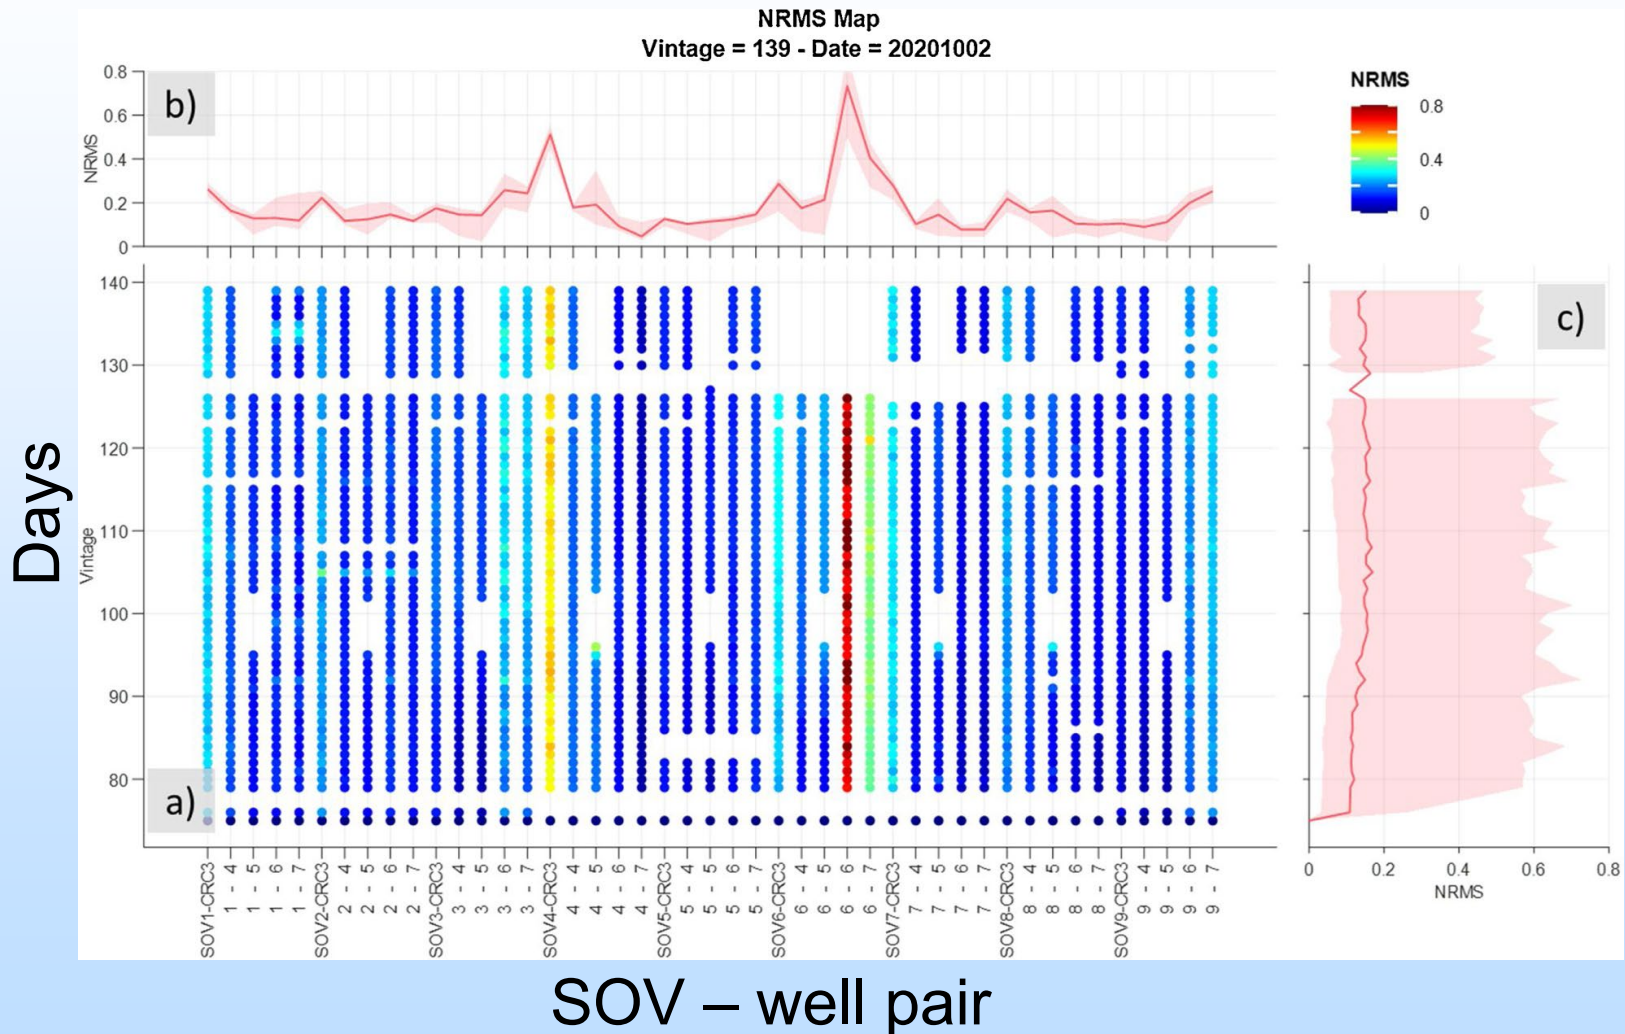 NRMS Map
Vintage = 139 - Date = 20201002
b)
NRMS
0.8
0.6
0.4
0.2
0
NRMS
0.8
0.4
0
Days
Vintage
140
130
120
110
100
90
80
a)
c)
0 0.2 0.4 0.6 0.8
NRMS
SOV1-CRC3
1 - 4
1 - 5
1 - 6
1 - 7
SOV2-CRC3
2 - 4
2 - 5
2 - 6
2 - 7
SOV3-CRC3
3 - 4
3 - 5
3 - 6
3 - 7
SOV4-CRC3
4 - 4
4 - 5
4 - 6
4 - 7
SOV5-CRC3
5 - 4
5 - 5
5 - 6
5 - 7
SOV6-CRC3
6 - 4
6 - 5
6 - 6
6 - 7
SOV7-CRC3
7 - 4
7 - 5
7 - 6
7 - 7
SOV8-CRC3
8 - 4
8 - 5
8 - 6
8 - 7
SOV9-CRC3
9 - 4
9 - 5
9 - 6
9 - 7
SOV – well pair